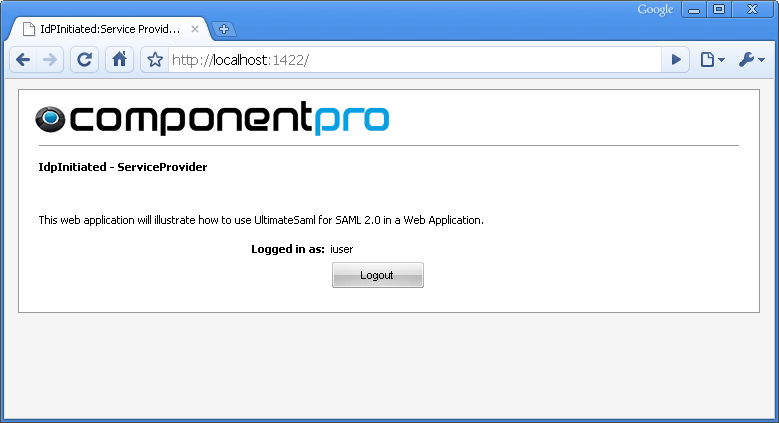 Google
IdPInitiated:Service Provid...
http://localhost:1422/
componentpro
IdpInitiated - ServiceProvider
This web application will illustrate how to use UltimateSaml for SAML 2.0 in a Web Application.
Logged in as: iuser
Logout